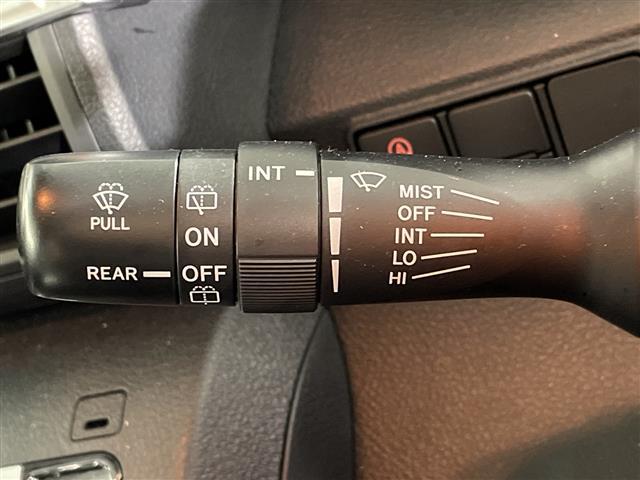 PULL
REAR
ON
OFF
INT
MIST
OFF
INT
LO
HI